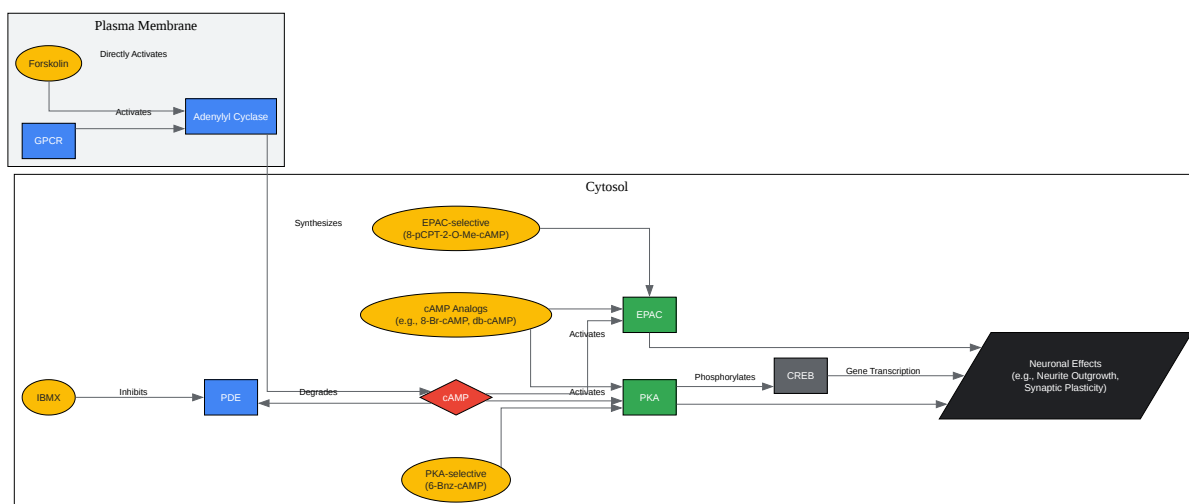 Plasma Membrane
Forskolin
Directly Activates
Activates
Adenylyl Cyclase
GPCR
Cytosol
Synthesizes
EPAC-selective
(8-pCPT-2-O-Me-cAMP)
cAMP Analogs
(e.g., 8-Br-cAMP, db-cAMP)
EPAC
Activates
Neuronal Effects
(e.g., Neurite Outgrowth,
Synaptic Plasticity)
IBMX
Inhibits
PDE
Degrades
cAMP
Activates
PKA
Phosphorylates
CREB
Gene Transcription
PKA-selective
(6-Bnz-cAMP)